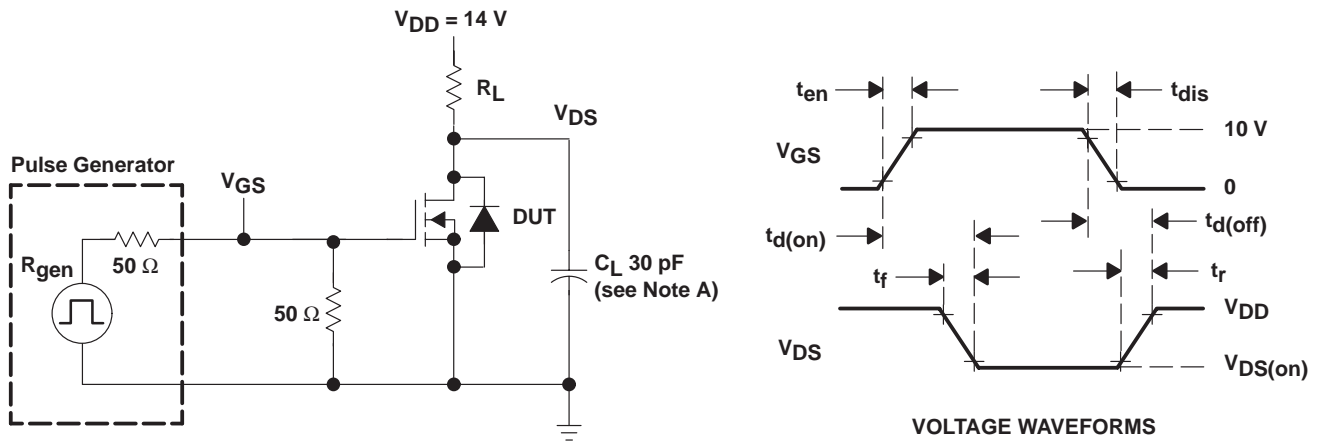 VDD = 14 V
RL
VDS
Pulse Generator
VGS
Rgen
50 Ω
50 Ω
DUT
CL 30 pF
(see Note A)
ten
tdis
VGS
10 V
0
td(on)
td(off)
tf
tr
VDS
VDD
VDS(on)
VOLTAGE WAVEFORMS